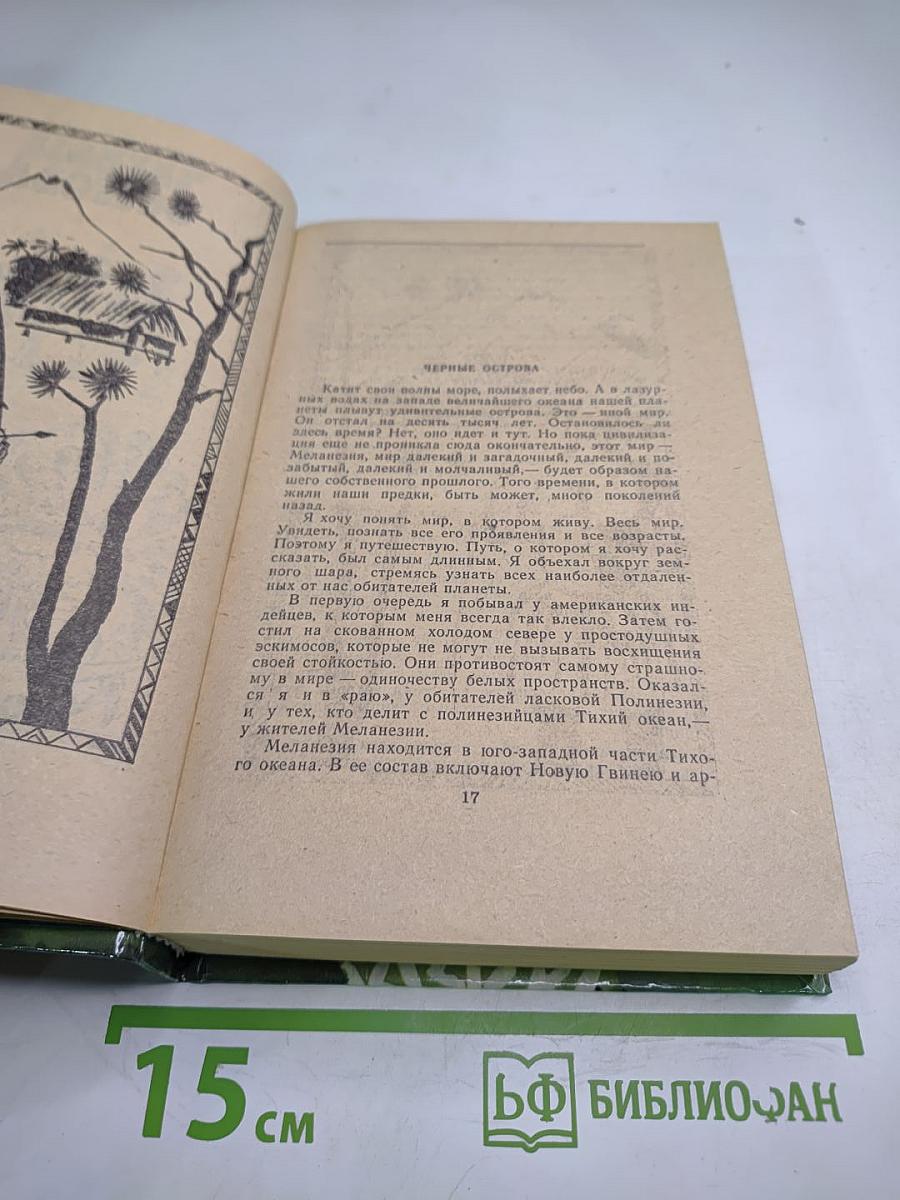 ЧЕРНЫЕ ОСТРОВА
Катит свои волны море, полыхает небо. А в лазур-
ных водах на западе величайшего океана нашей пла-
неты плывут удивительные острова. Это — иной мир.
Он отстал на десять тысяч лет. Остановилось ли
здесь время? Нет, оно идет и тут. Но пока цивилиза-
ция еще не проникла сюда окончательно, этот мир —
Меланезия, мир далекий и загадочный, далекий и по-
забытый, далекий и молчаливый,— будет образом на-
шего собственного прошлого. Того времени, в котором
жили наши предки, быть может, много поколений
назад.
Я хочу понять мир, в котором живу. Весь мир.
Увидеть, познать все его проявления и все возрасты.
Поэтому я путешествую. Путь, о котором я хочу рас-
сказать, был самым длинным. Я объехал вокруг зем-
ного шара, стремясь узнать всех наиболее отдален-
ных от нас обитателей планеты.
В первую очередь я побывал у американских ин-
дейцев, к которым меня всегда так влекло. Затем го-
стил на скованном холодом севере у простодушных
эскимосов, которые не могут не вызывать восхищения
своей стойкостью. Они противостоят самому страшно-
му в мире — одиночеству белых пространств. Оказал-
ся я и в «раю», у обитателей ласковой Полинезии,
и у тех, кто делит с полинезийцами Тихий океан,—
у жителей Меланезии.
Меланезия находится в юго-западной части Тихо-
го океана. В ее состав включают Новую Гвинею и ар-
17
15 см
БФ БИБЛИОФАН